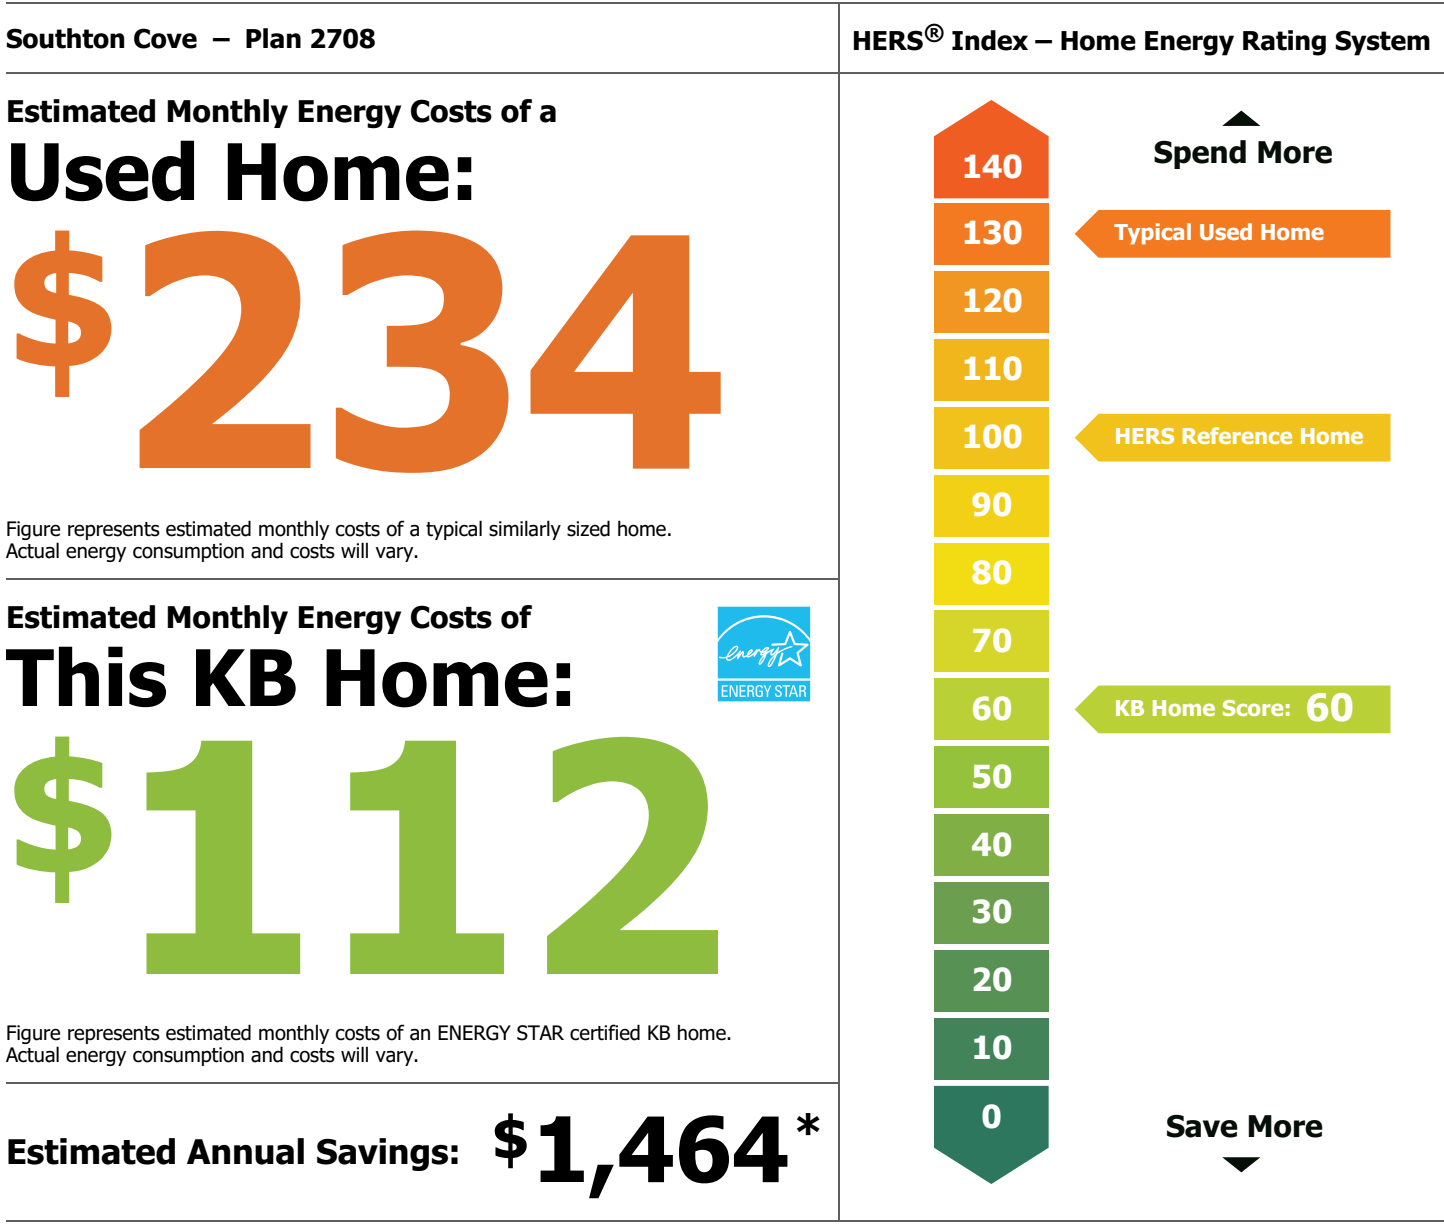 Southton Cove – Plan 2708
Estimated Monthly Energy Costs of a
Used Home:
$234
Figure represents estimated monthly costs of a typical similarly sized home.
Actual energy consumption and costs will vary.
Estimated Monthly Energy Costs of
This KB Home:
energy
ENERGY STAR
$112
Figure represents estimated monthly costs of an ENERGY STAR certified KB home.
Actual energy consumption and costs will vary.
Estimated Annual Savings: $1,464*
HERS® Index – Home Energy Rating System
Spend More
140
130 Typical Used Home
120
110
100 HERS Reference Home
90
80
70
60 KB Home Score: 60
50
40
30
20
10
0
Save More